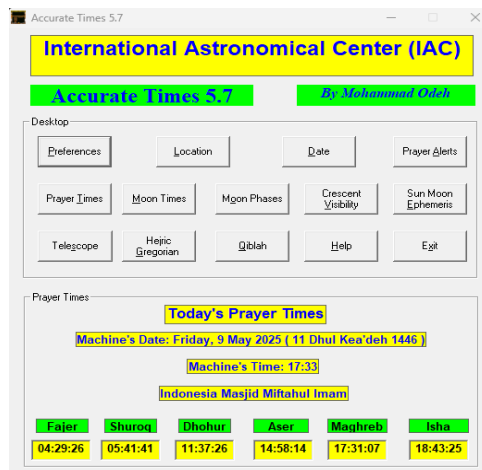 Accurate Times 5.7
International Astronomical Center (IAC)
Accurate Times 5.7
By Mohammad Odeh
Desktop
Preferences
Location
Date
Prayer Alerts
Prayer Times
Moon Times
Moon Phases
Crescent
Visibility
Sun Moon
Ephemeris
Telescope
Hejric
Gregorian
Qiblah
Help
Exit
Prayer Times
Today's Prayer Times
Machine's Date: Friday, 9 May 2025 ( 11 Dhul Kea'deh 1446 )
Machine's Time: 17:33
Indonesia Masjid Miftahul Imam
Fajer Shuroq Dhohur Aser Maghreb Isha
04:29:26 05:41:41 11:37:26 14:58:14 17:31:07 18:43:25